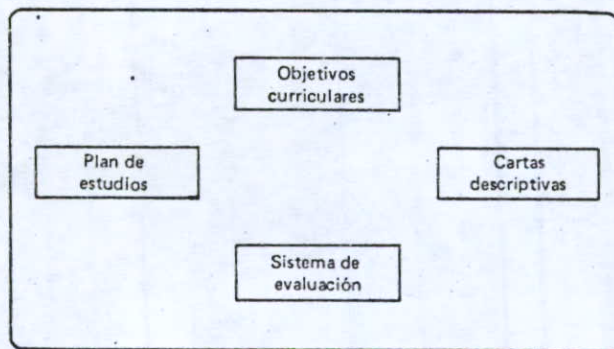 Objetivos
curriculares
Plan de
estudios
Cartas
descriptivas
Sistema de
evaluación